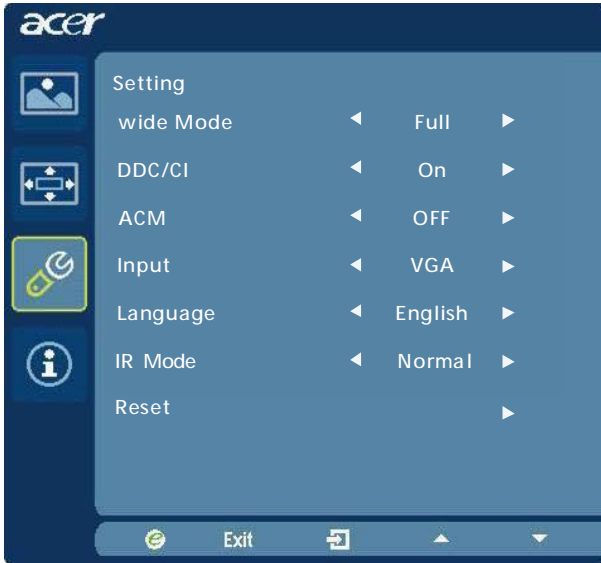 acer
Setting
wide Mode Full
DDC/CI On
ACM OFF
Input VGA
Language English
IR Mode Normal
Reset
e Exit